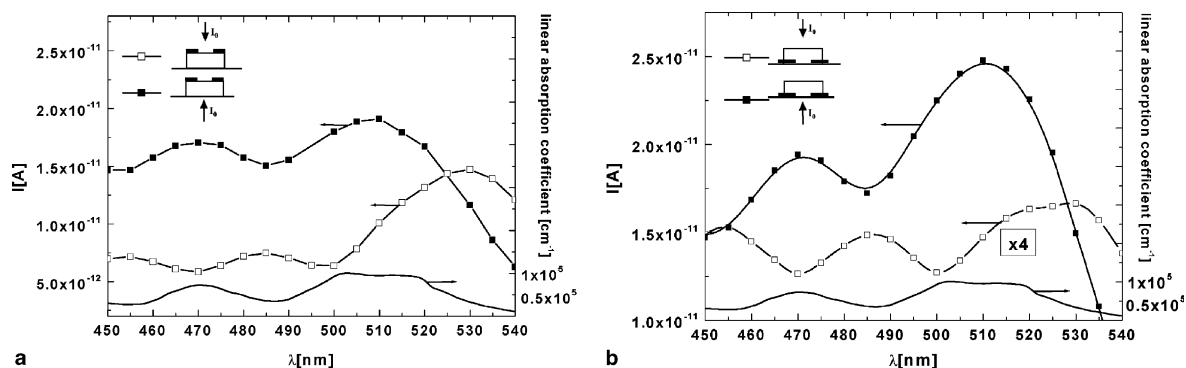 I₀
I₀
2.5x10⁻¹¹
2.0x10⁻¹¹
1.5x10⁻¹¹
1.0x10⁻¹¹
5.0x10⁻¹²
I[A]
450 460 470 480 490 500 510 520 530 540
λ[nm]
1x10⁵
0.5x10⁵
linear absorption coefficient [cm⁻¹]
a
I₀
I₀
2.5x10⁻¹¹
2.0x10⁻¹¹
1.5x10⁻¹¹
1.0x10⁻¹¹
I[A]
x4
450 460 470 480 490 500 510 520 530 540
λ[nm]
1x10⁵
0.5x10⁵
linear absorption coefficient [cm⁻¹]
b